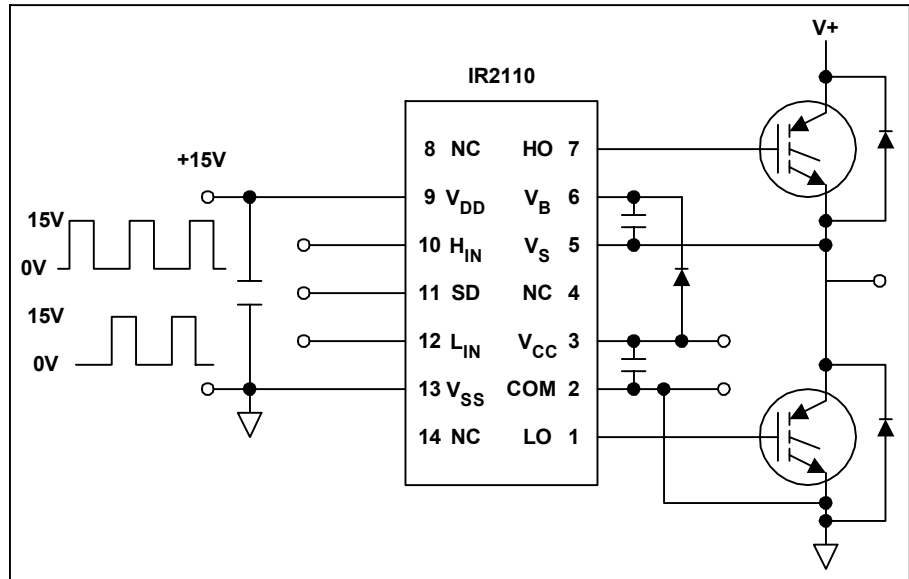 V+
IR2110
8 NC HO 7
+15V
9 VDD VB 6
15V
10 HIN VS 5
0V
11 SD NC 4
15V
12 LIN VCC 3
0V
13 VSS COM 2
14 NC LO 1